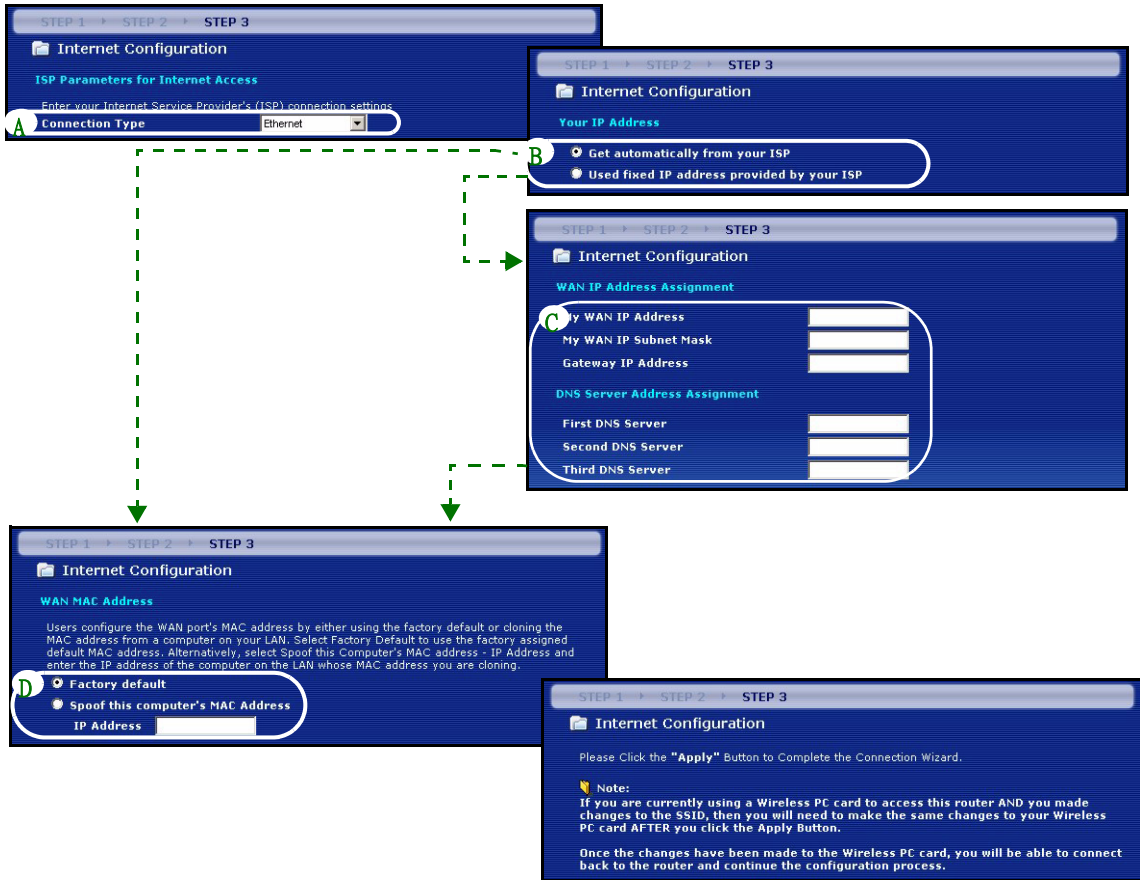 STEP 1 STEP 2 STEP 3
Internet Configuration
ISP Parameters for Internet Access
Enter your Internet Service Provider's (ISP) connection settings
A
Connection Type Ethernet
STEP 1 STEP 2 STEP 3
Internet Configuration
Your IP Address
B
Get automatically from your ISP
Used fixed IP address provided by your ISP
STEP 1 STEP 2 STEP 3
Internet Configuration
WAN IP Address Assignment
C
My WAN IP Address
My WAN IP Subnet Mask
Gateway IP Address
DNS Server Address Assignment
First DNS Server
Second DNS Server
Third DNS Server
STEP 1 STEP 2 STEP 3
Internet Configuration
WAN MAC Address
Users configure the WAN port's MAC address by either using the factory default or cloning the
MAC address from a computer on your LAN. Select Factory Default to use the factory assigned
default MAC address. Alternatively, select Spoof this Computer's MAC address - IP Address and
enter the IP address of the computer on the LAN whose MAC address you are cloning.
D
Factory default
Spoof this computer's MAC Address
IP Address
STEP 1 STEP 2 STEP 3
Internet Configuration
Please Click the "Apply" Button to Complete the Connection Wizard.
Note:
If you are currently using a Wireless PC card to access this router AND you made
changes to the SSID, then you will need to make the same changes to your Wireless
PC card AFTER you click the Apply Button.
Once the changes have been made to the Wireless PC card, you will be able to connect
back to the router and continue the configuration process.